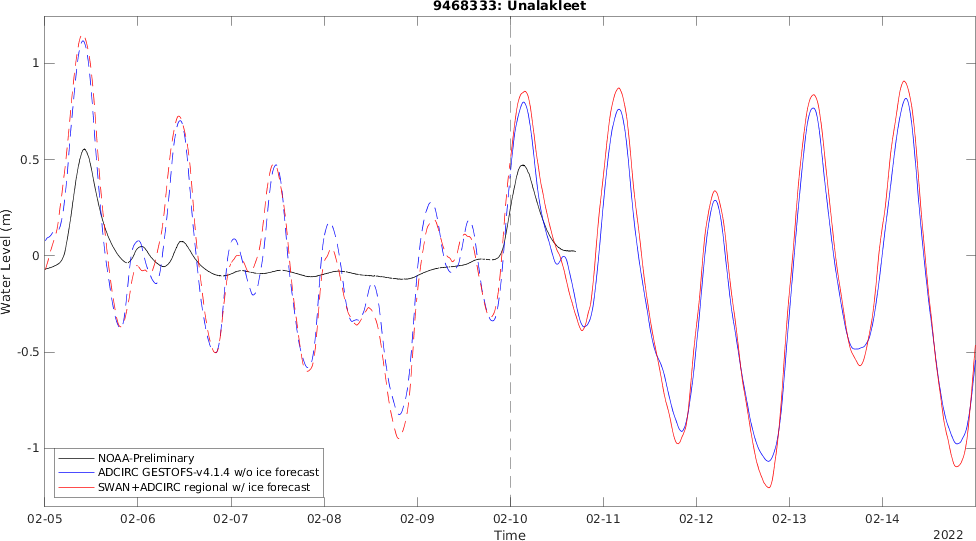 9468333: Unalakleet
Water Level (m)
1
0.5
0
-0.5
-1
NOAA-Preliminary
ADCIRC GESTOFS-v4.1.4 w/o ice forecast
SWAN+ADCIRC regional w/ ice forecast
02-05 02-06 02-07 02-08 02-09 02-10 02-11 02-12 02-13 02-14
Time
2022